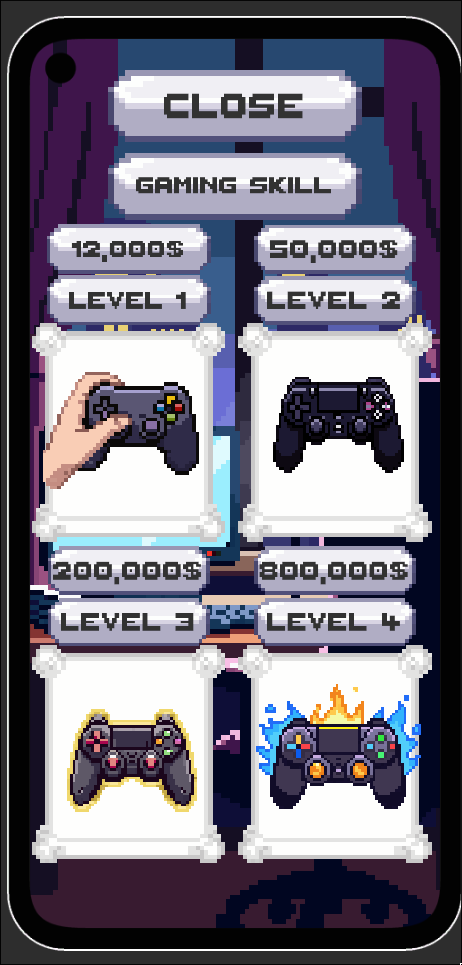 CLOSE
GAMING SKILL
12,000$ 50,000$
LEVEL 1 LEVEL 2
200,000$ 800,000$
LEVEL 3 LEVEL 4